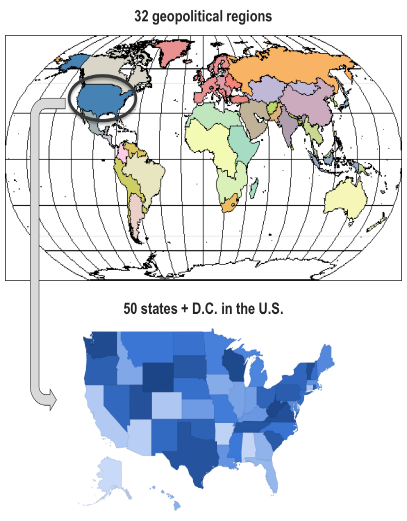 32 geopolitical regions
50 states + D.C. in the U.S.